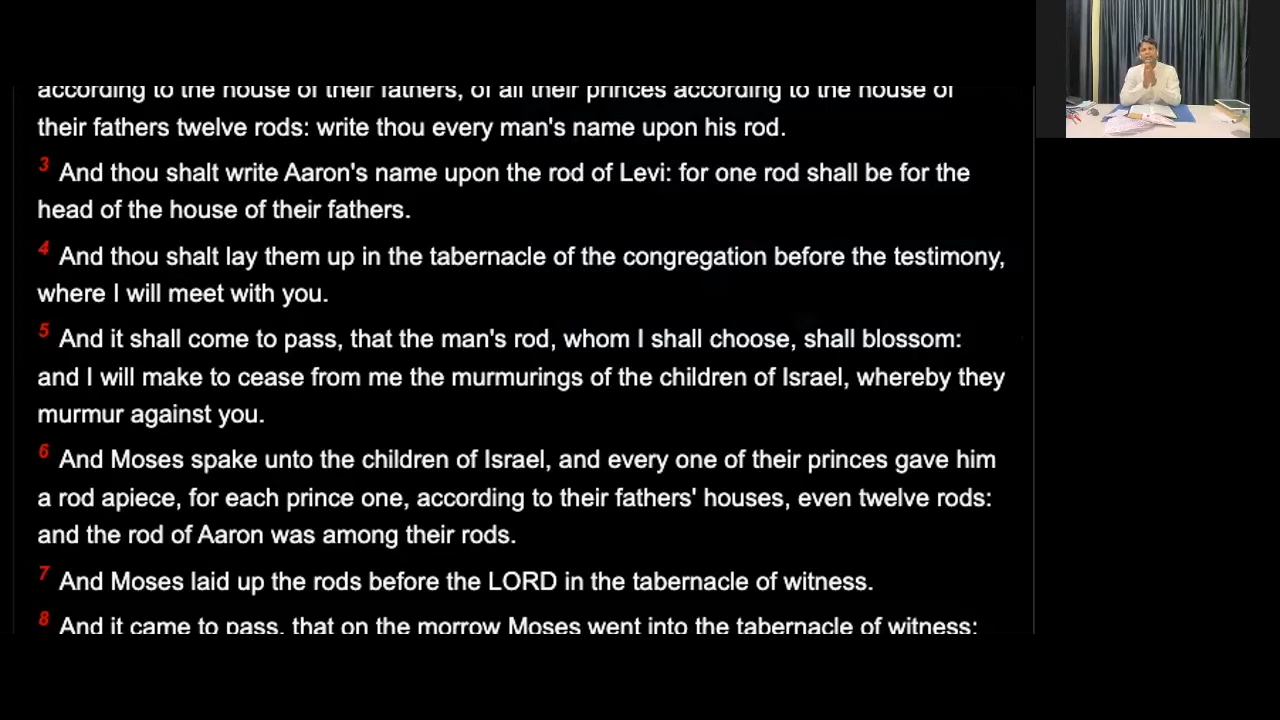 according to the house of their fathers, of all their princes according to the house of
their fathers twelve rods: write thou every man's name upon his rod.
3 And thou shalt write Aaron's name upon the rod of Levi: for one rod shall be for the
head of the house of their fathers.
4 And thou shalt lay them up in the tabernacle of the congregation before the testimony,
where I will meet with you.
5 And it shall come to pass, that the man's rod, whom I shall choose, shall blossom:
and I will make to cease from me the murmurings of the children of Israel, whereby they
murmur against you.
6 And Moses spake unto the children of Israel, and every one of their princes gave him
a rod apiece, for each prince one, according to their fathers' houses, even twelve rods:
and the rod of Aaron was among their rods.
7 And Moses laid up the rods before the LORD in the tabernacle of witness.
8 And it came to pass, that on the morrow Moses went into the tabernacle of witness;